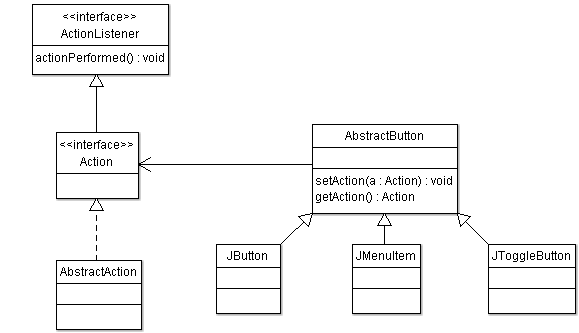 <<interface>>
ActionListener
actionPerformed() : void
<<interface>>
Action
AbstractButton
setAction(a : Action) : void
getAction() : Action
AbstractAction
JButton
JMenuItem
JToggleButton